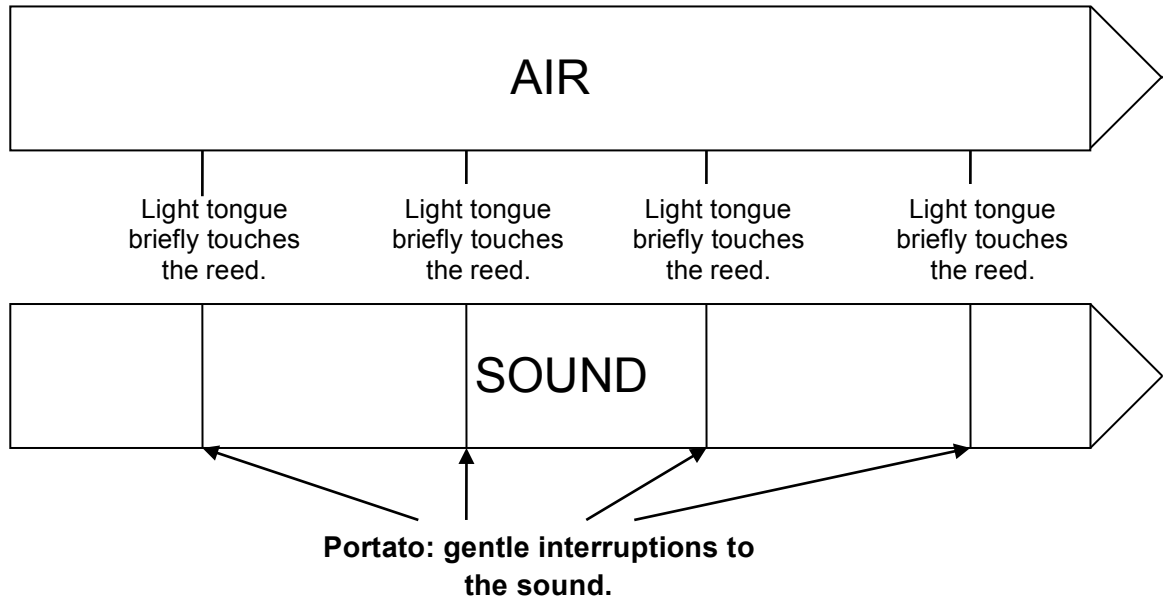 AIR
Light tongue
briefly touches
the reed.
Light tongue
briefly touches
the reed.
Light tongue
briefly touches
the reed.
Light tongue
briefly touches
the reed.
SOUND
Portato: gentle interruptions to
the sound.